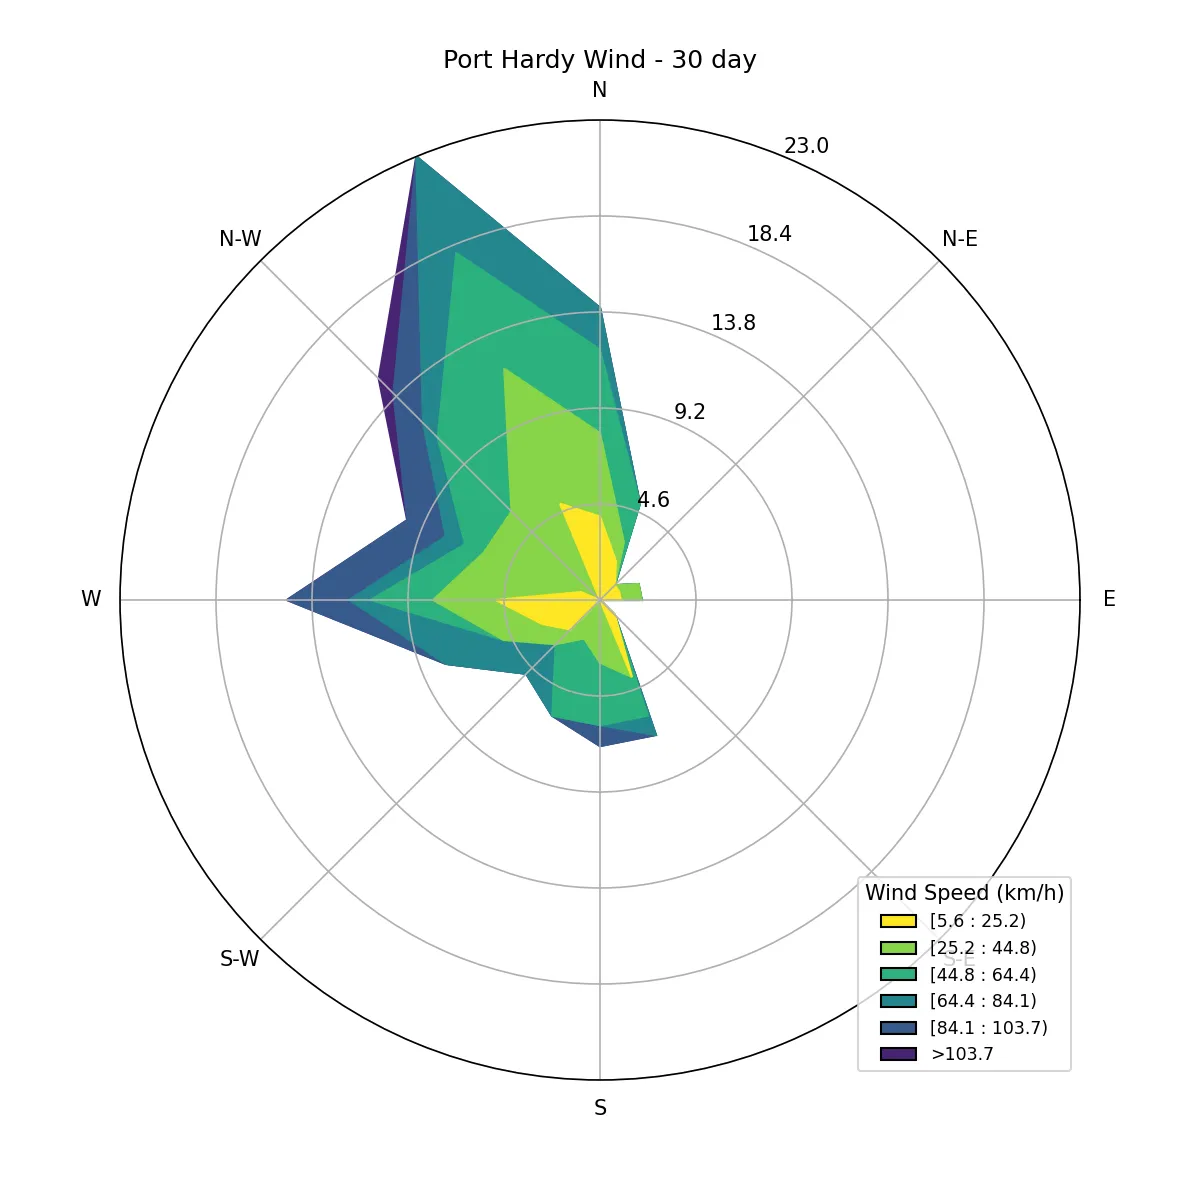 Port Hardy Wind - 30 day
N
23.0
N-W
N-E
18.4
13.8
9.2
4.6
W
E
S-W
S-E
S
Wind Speed (km/h)
[5.6 : 25.2)
[25.2 : 44.8)
[44.8 : 64.4)
[64.4 : 84.1)
[84.1 : 103.7)
>103.7